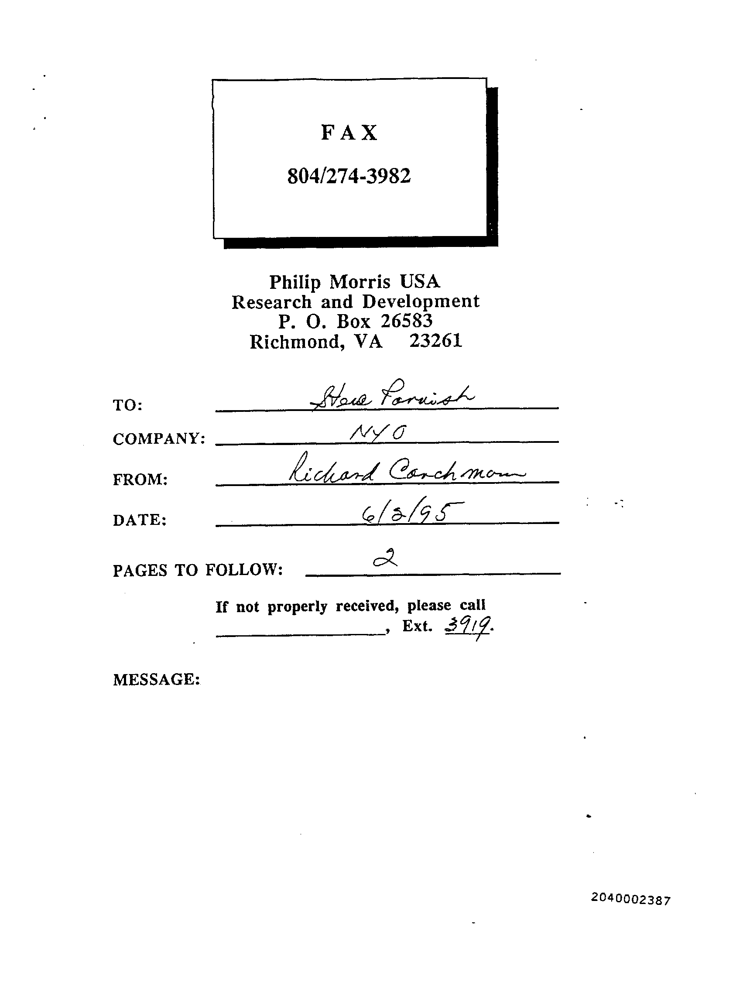 FAX
804/274-3982
Philip Morris USA
Research and Development
P. O. Box 26583
Richmond, VA 23261
TO: Steve Parrish
COMPANY: NYO
FROM: Richard Carchman
DATE: 6/2/95
PAGES TO FOLLOW: 2
If not properly received, please call
, Ext. 3919.
MESSAGE:
2040002387